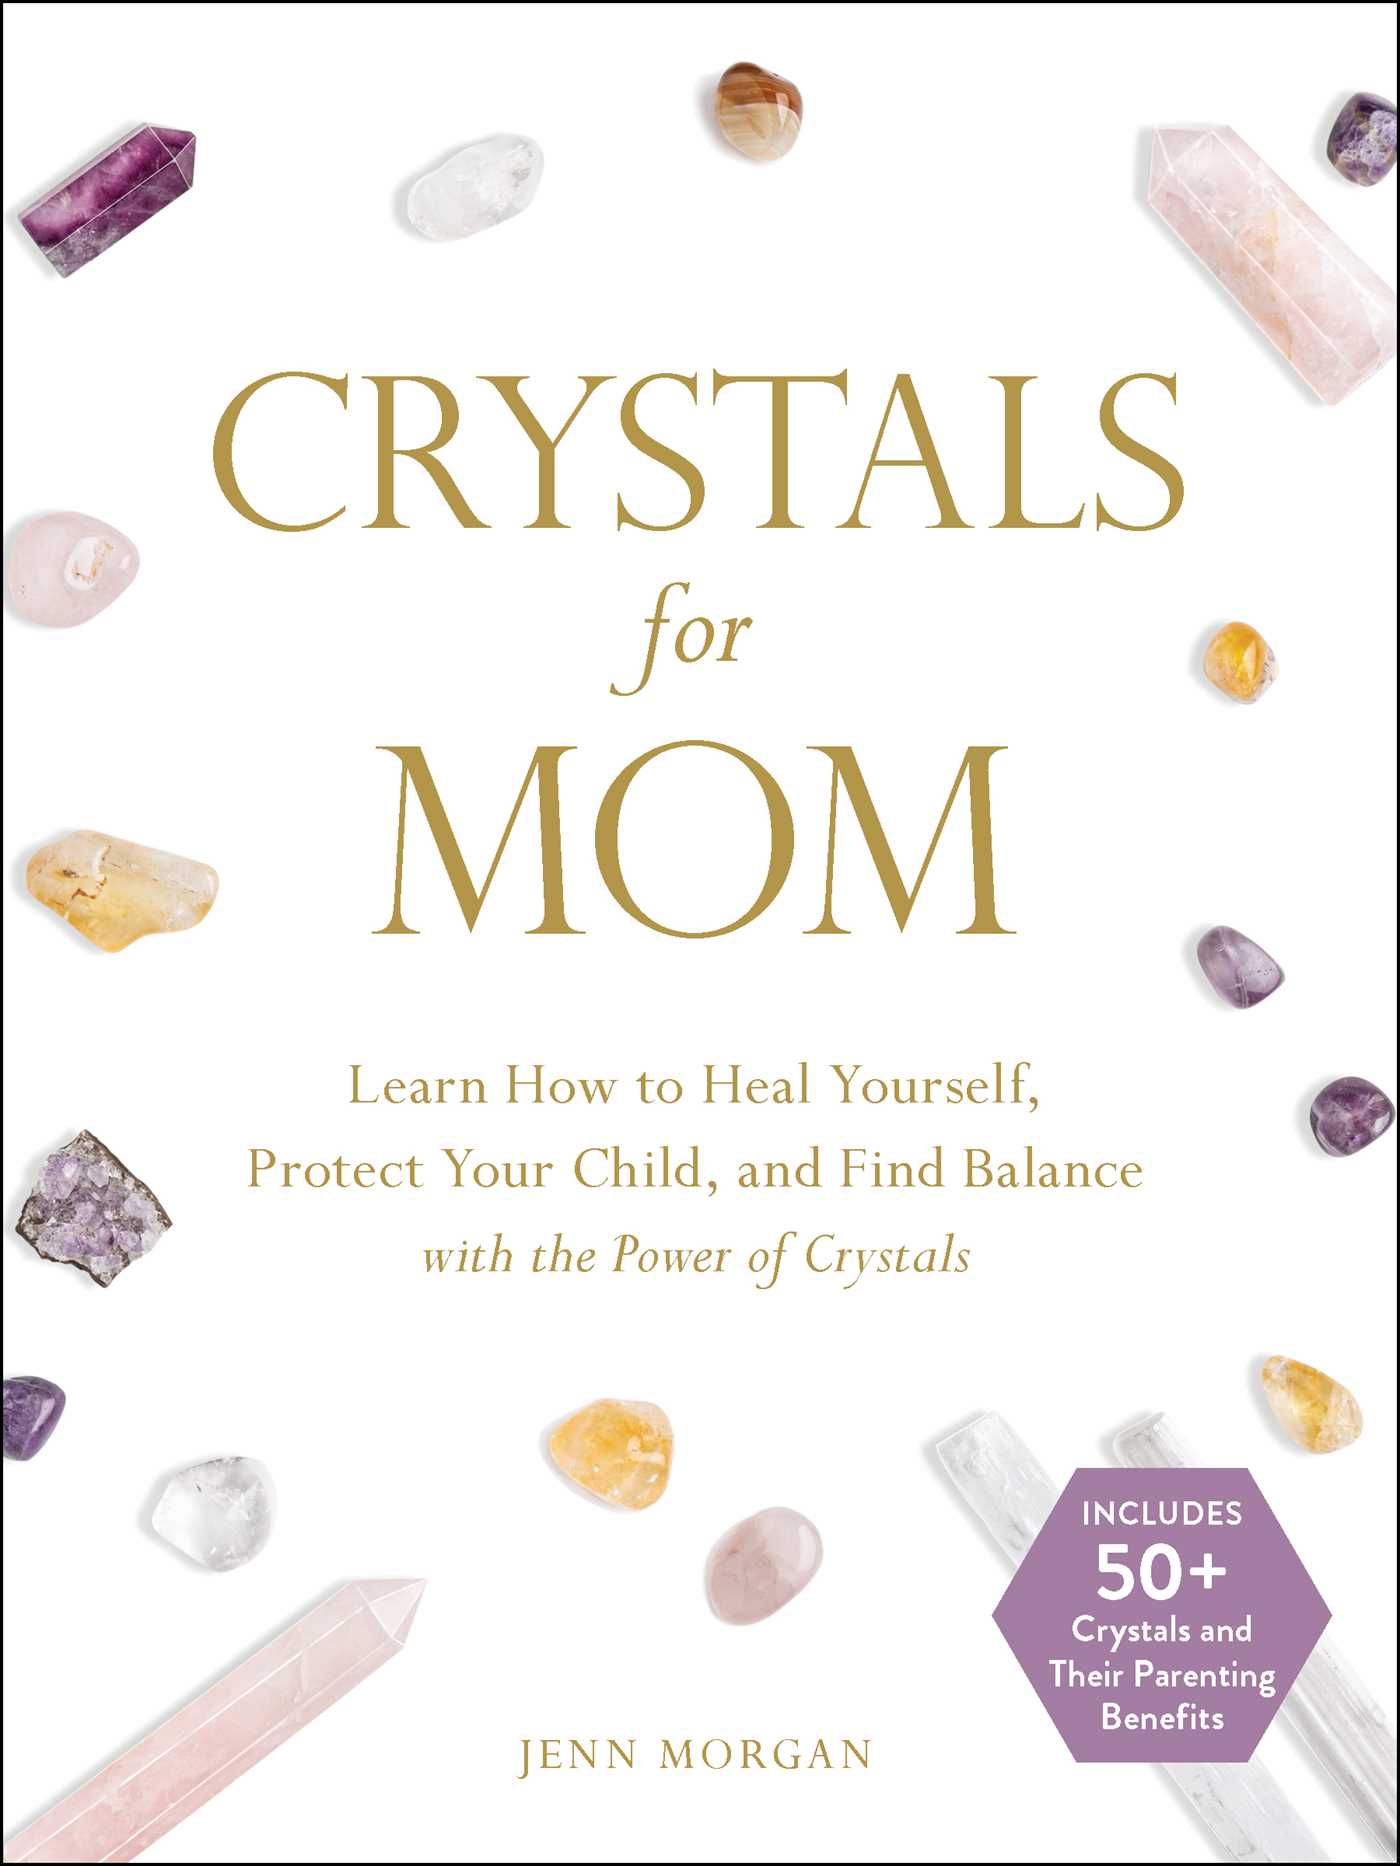 CRYSTALS
for
MOM
Learn How to Heal Yourself,
Protect Your Child, and Find Balance
with the Power of Crystals
INCLUDES
50+
Crystals and
Their Parenting
Benefits
JENN MORGAN